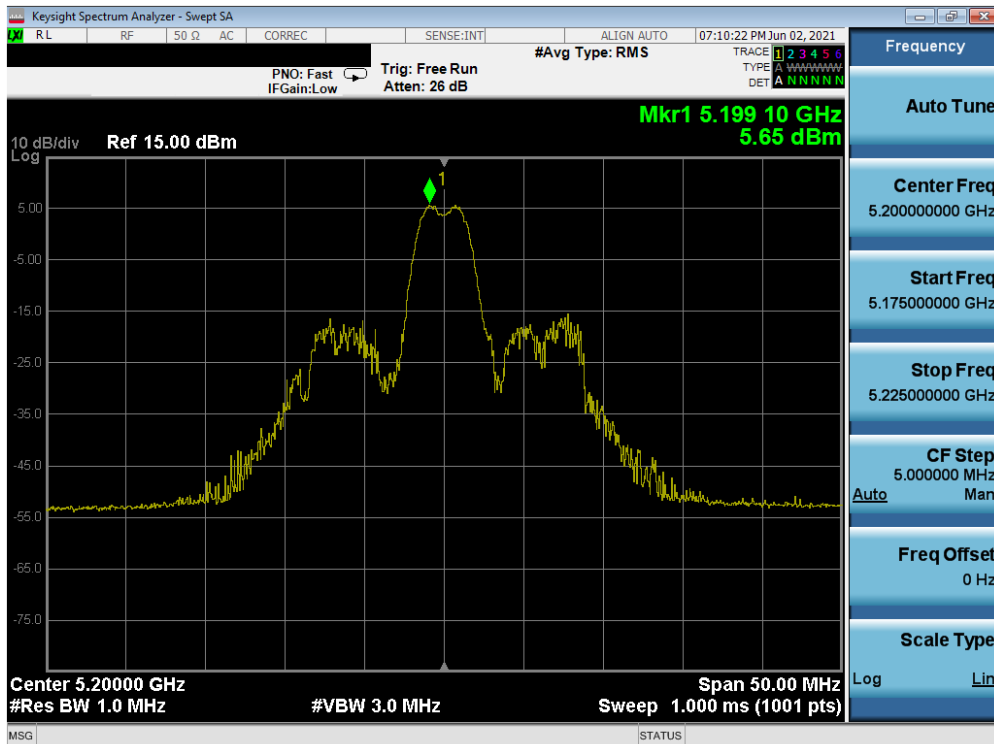 Keysight Spectrum Analyzer - Swept SA
LXI RL RF 50 Ω AC CORREC SENSE:INT ALIGN AUTO 07:10:22 PM Jun 02, 2021
#Avg Type: RMS
TRACE 1 2 3 4 5 6
PNO: Fast Trig: Free Run
TYPE A WWWWW
IFGain:Low Atten: 26 dB
DET A N N N N N
Mkr1 5.199 10 GHz
5.65 dBm
10 dB/div Ref 15.00 dBm
Log
1
5.00
-5.00
-15.0
-25.0
-35.0
-45.0
-55.0
-65.0
-75.0
Center 5.20000 GHz Span 50.00 MHz
#Res BW 1.0 MHz #VBW 3.0 MHz Sweep 1.000 ms (1001 pts)
MSG STATUS
Frequency
Auto Tune
Center Freq
5.200000000 GHz
Start Freq
5.175000000 GHz
Stop Freq
5.225000000 GHz
CF Step
5.000000 MHz
Auto Man
Freq Offset
0 Hz
Scale Type
Log Lin